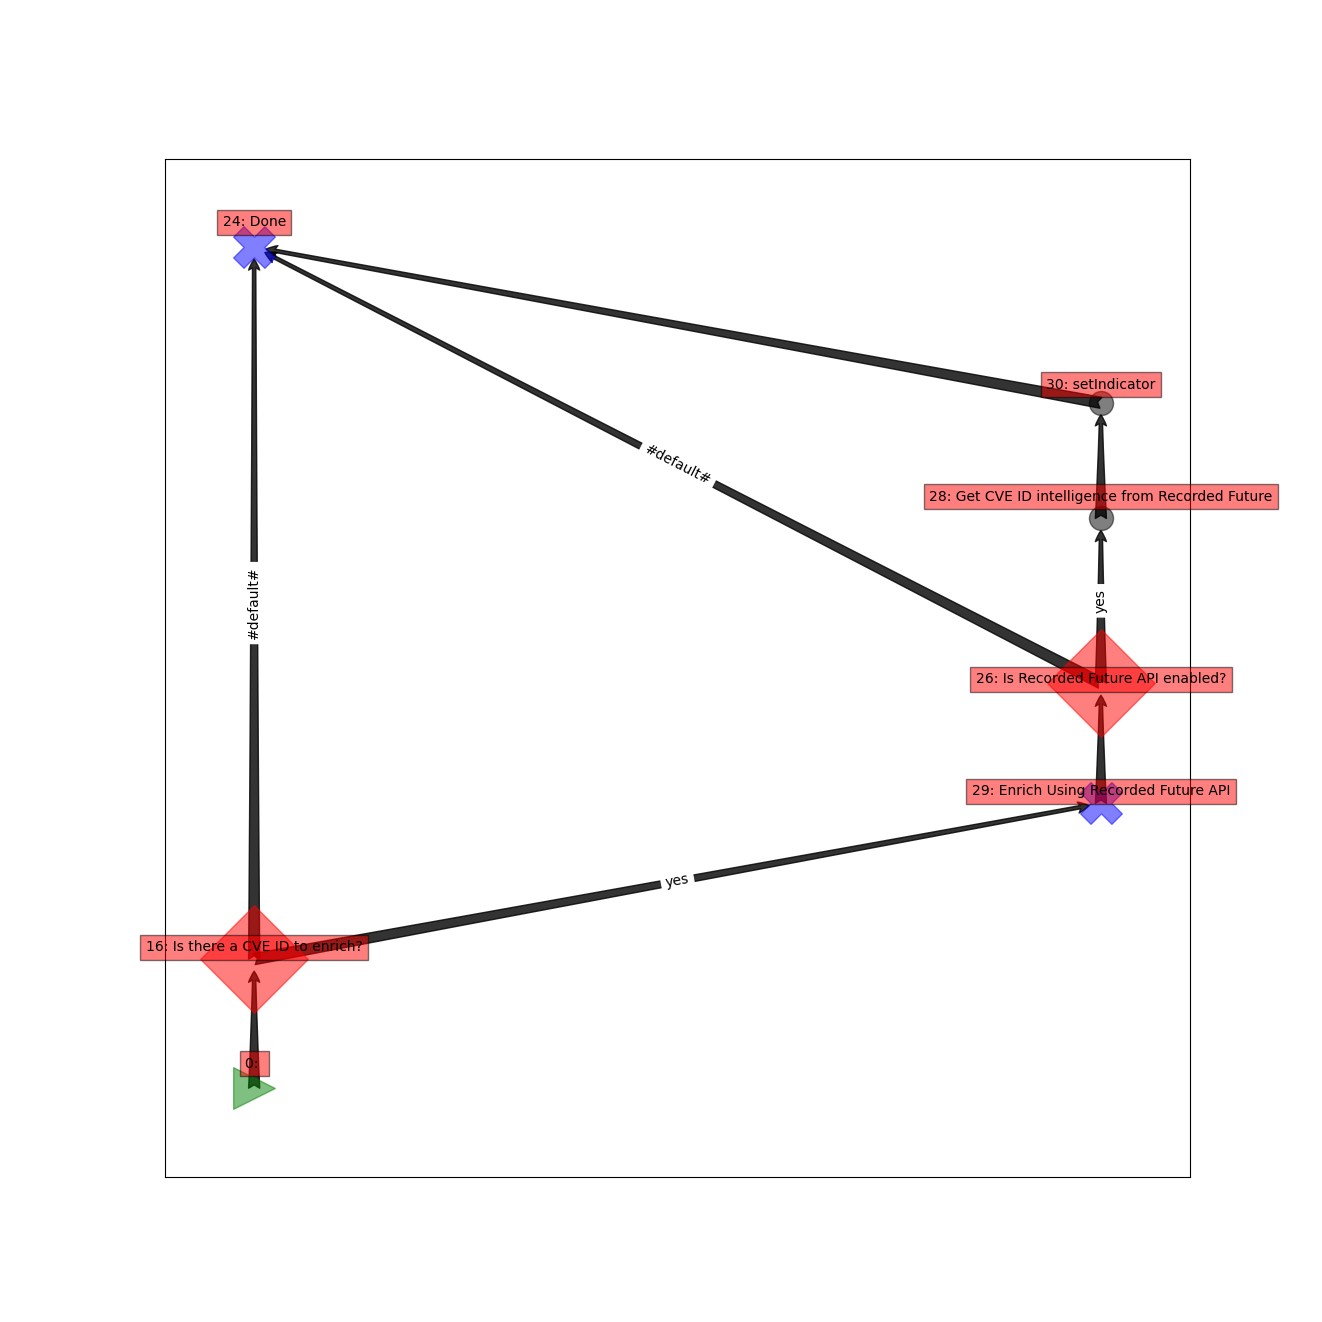 24: Done
30: setIndicator
#default#
28: Get CVE ID intelligence from Recorded Future
#default#
yes
26: Is Recorded Future API enabled?
29: Enrich Using Recorded Future API
yes
16: Is there a CVE ID to enrich?
0: